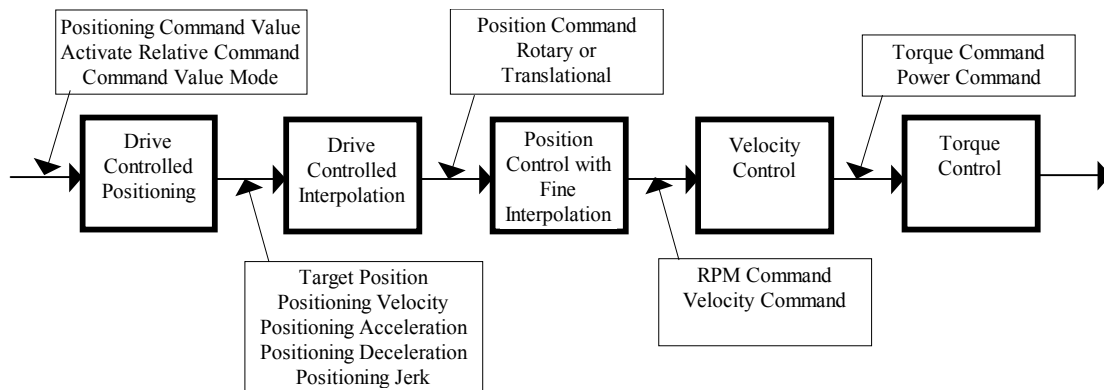 Positioning Command Value
Activate Relative Command
Command Value Mode
Position Command
Rotary or
Translational
Torque Command
Power Command
Drive
Controlled
Positioning
Drive
Controlled
Interpolation
Position
Control with
Fine
Interpolation
Velocity
Control
Torque
Control
Target Position
Positioning Velocity
Positioning Acceleration
Positioning Deceleration
Positioning Jerk
RPM Command
Velocity Command